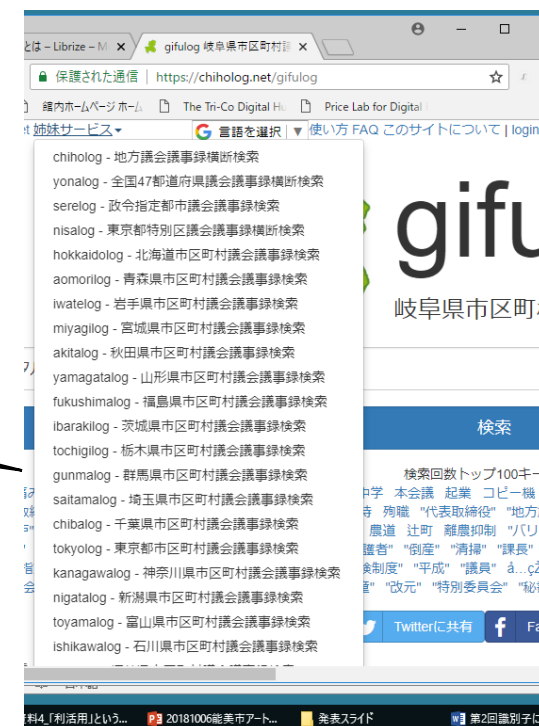 とは – Librize – M
gifulog 岐阜県市区町村議
保護された通信 | https://chiholog.net/gifulog
館内ホームページ ホーム
The Tri-Co Digital Hu
Price Lab for Digital
et 姉妹サービス
言語を選択 ▼
使い方 FAQ このサイトについて | login
chiholog - 地方議会議事録横断検索
yonalog - 全国47都道府県議会議事録横断検索
serelog - 政令指定都市議会議事録検索
nisalog - 東京都特別区議会議事録横断検索
hokkaidolog - 北海道市区町村議会議事録検索
aomorilog - 青森県市区町村議会議事録検索
iwatelog - 岩手県市区町村議会議事録検索
miyagilog - 宮城県市区町村議会議事録検索
akitalog - 秋田県市区町村議会議事録検索
yamagatalog - 山形県市区町村議会議事録検索
fukushimalog - 福島県市区町村議会議事録検索
ibarakilog - 茨城県市区町村議会議事録検索
tochigilog - 栃木県市区町村議会議事録検索
gunmalog - 群馬県市区町村議会議事録検索
saitamalog - 埼玉県市区町村議会議事録検索
chibalog - 千葉県市区町村議会議事録検索
tokyolog - 東京都市区町村議会議事録検索
kanagawalog - 神奈川県市区町村議会議事録検索
nigatalog - 新潟県市区町村議会議事録検索
toyamalog - 富山県市区町村議会議事録検索
ishikawalog - 石川県市区町村議会議事録検索
gifu
岐阜県市区町
検索
検索回数トップ100キー
中学 本会議 起業 コピー機
殉職 "代表取締役" "地方
農道 辻町 離農抑制 "バリ
護者" "倒産" "清掃" "課長"
険制度" "平成" "議員"
"改元" "特別委員会" "秘
Twitterに共有
Fa
資料4_「利活用」という...
20181006能美市アート...
発表スライド
第2回識別子に